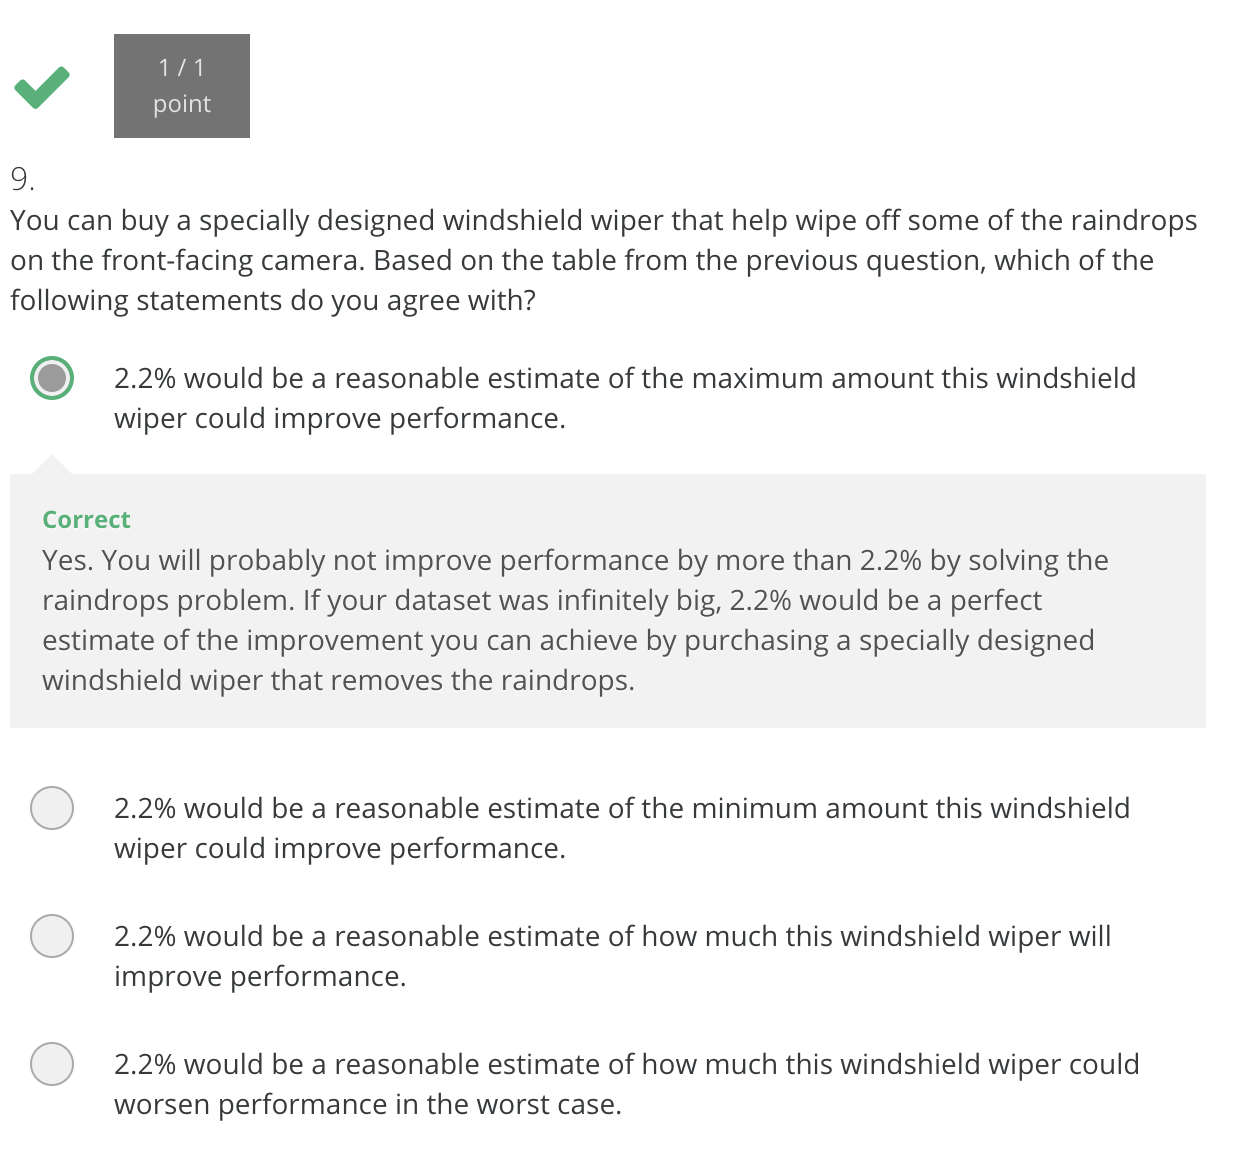 1 / 1
point
9.
You can buy a specially designed windshield wiper that help wipe off some of the raindrops
on the front-facing camera. Based on the table from the previous question, which of the
following statements do you agree with?
2.2% would be a reasonable estimate of the maximum amount this windshield
wiper could improve performance.
Correct
Yes. You will probably not improve performance by more than 2.2% by solving the
raindrops problem. If your dataset was infinitely big, 2.2% would be a perfect
estimate of the improvement you can achieve by purchasing a specially designed
windshield wiper that removes the raindrops.
2.2% would be a reasonable estimate of the minimum amount this windshield
wiper could improve performance.
2.2% would be a reasonable estimate of how much this windshield wiper will
improve performance.
2.2% would be a reasonable estimate of how much this windshield wiper could
worsen performance in the worst case.